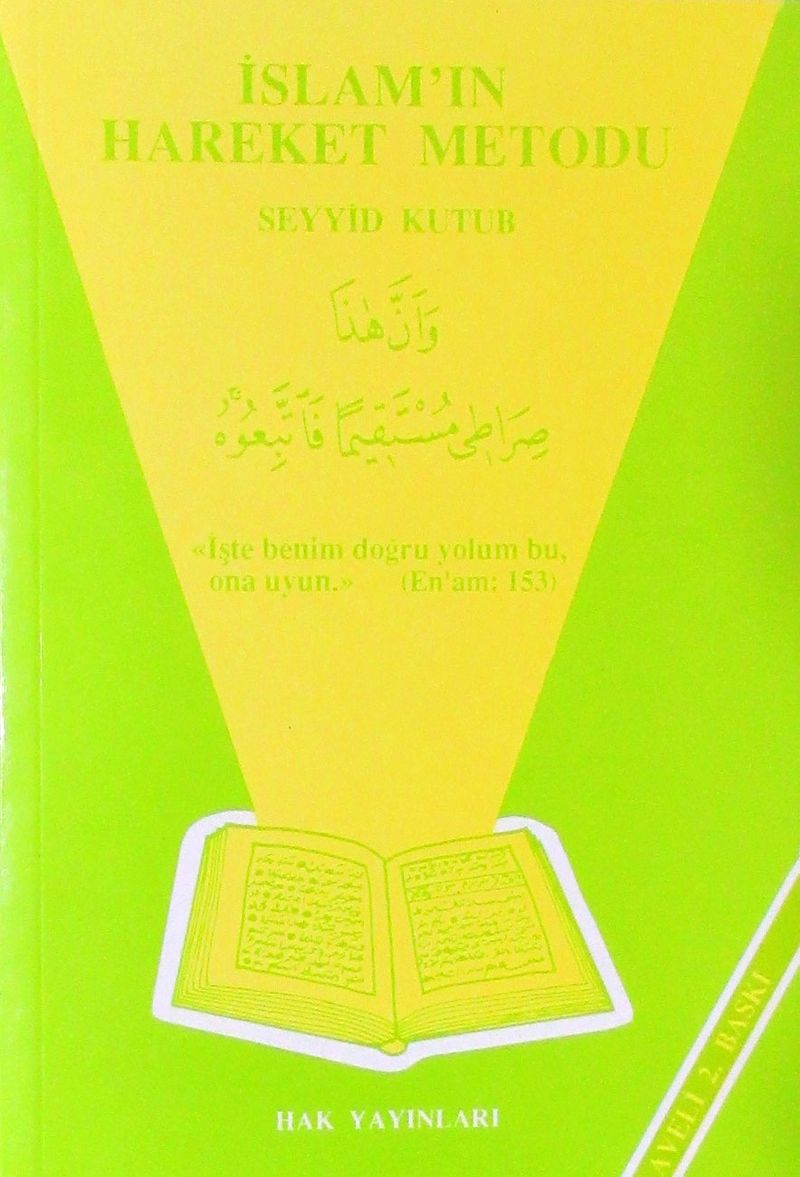 İSLAM'IN
HAREKET METODU
SEYYİD KUTUB
وَاَنَّ هٰذَا
صِرَاطٖى مُسْتَقٖيمًا فَاتَّبِعُوهُ ۚ
«İşte benim doğru yolum bu,
ona uyun.» (En'am: 153)
HAK YAYINLARI
AVELİ 2. BASKI